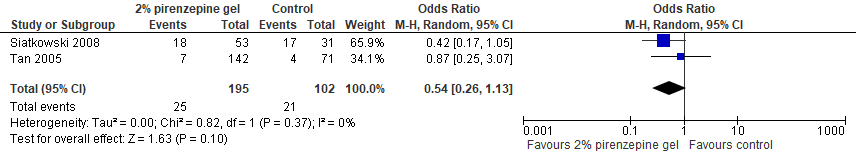 2% pirenzepine gel Control Odds Ratio Odds Ratio
Study or Subgroup Events Total Events Total Weight M-H, Random, 95% CI M-H, Random, 95% CI
Siatkowski 2008 18 53 17 31 65.9% 0.42 [0.17, 1.05]
Tan 2005 7 142 4 71 34.1% 0.87 [0.25, 3.07]
Total (95% CI) 195 102 100.0% 0.54 [0.26, 1.13]
Total events 25 21
Heterogeneity: Tau² = 0.00; Chi² = 0.82, df = 1 (P = 0.37); I² = 0%
Test for overall effect: Z = 1.63 (P = 0.10)
0.001 0.1 1 10 1000
Favours 2% pirenzepine gel Favours control